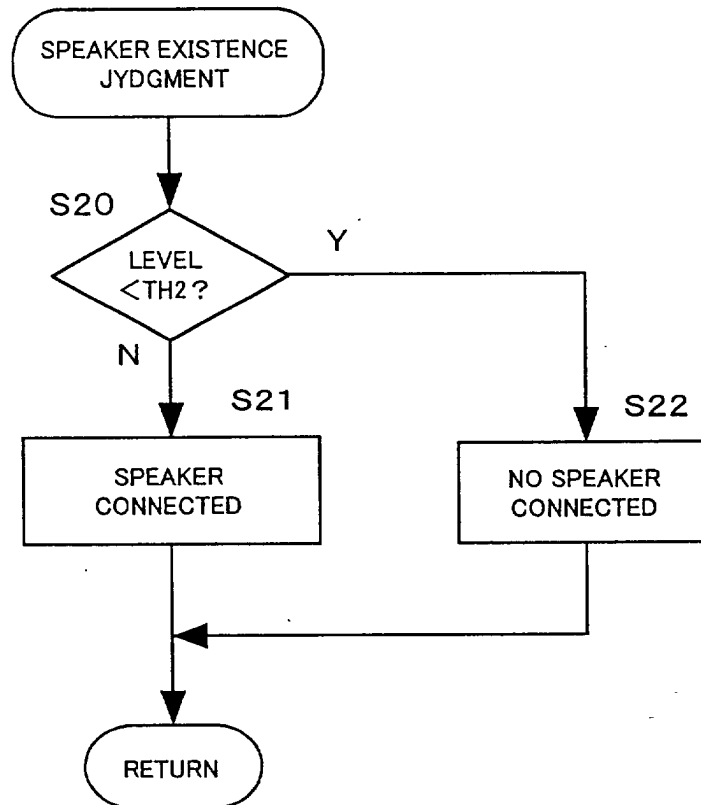 SPEAKER EXISTENCE
JYDGMENT
S20
Y
LEVEL
<TH2?
N
S21
S22
SPEAKER
CONNECTED
NO SPEAKER
CONNECTED
RETURN